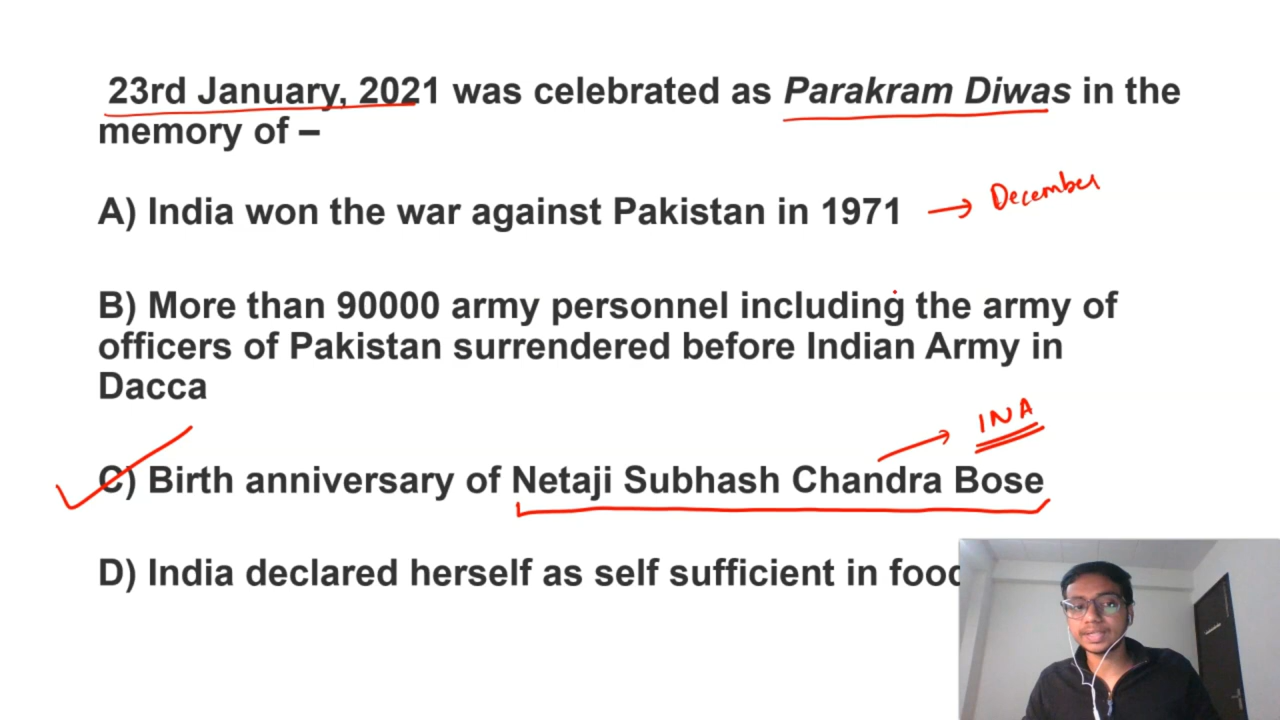 23rd January, 2021 was celebrated as Parakram Diwas in the
memory of –
A) India won the war against Pakistan in 1971 → December
B) More than 90000 army personnel including the army of
officers of Pakistan surrendered before Indian Army in
Dacca
INA
C) Birth anniversary of Netaji Subhash Chandra Bose
D) India declared herself as self sufficient in